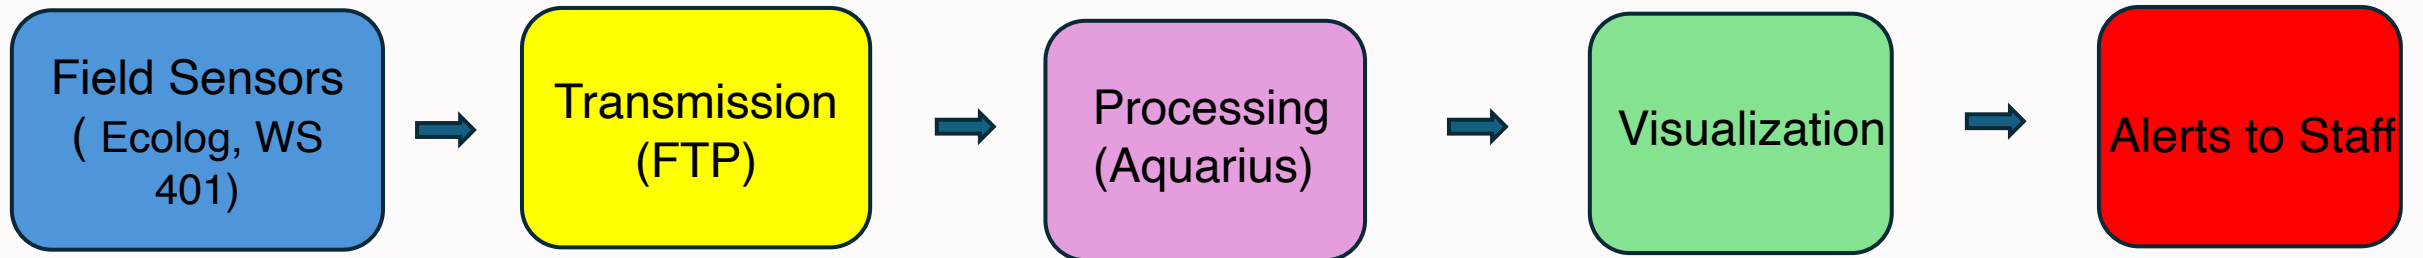 Field Sensors
( Ecolog, WS
401)
Transmission
(FTP)
Processing
(Aquarius)
Visualization
Alerts to Staff